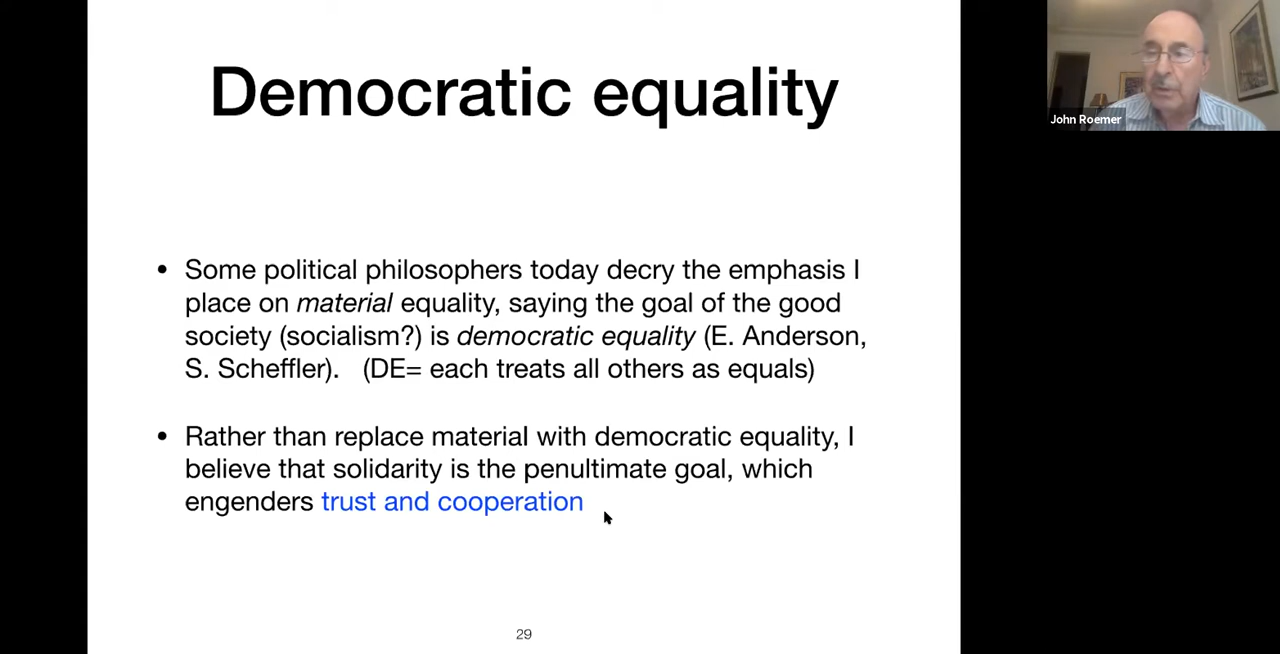 Democratic equality
John Roemer
• Some political philosophers today decry the emphasis I
place on material equality, saying the goal of the good
society (socialism?) is democratic equality (E. Anderson,
S. Scheffler). (DE= each treats all others as equals)
• Rather than replace material with democratic equality, I
believe that solidarity is the penultimate goal, which
engenders trust and cooperation
29